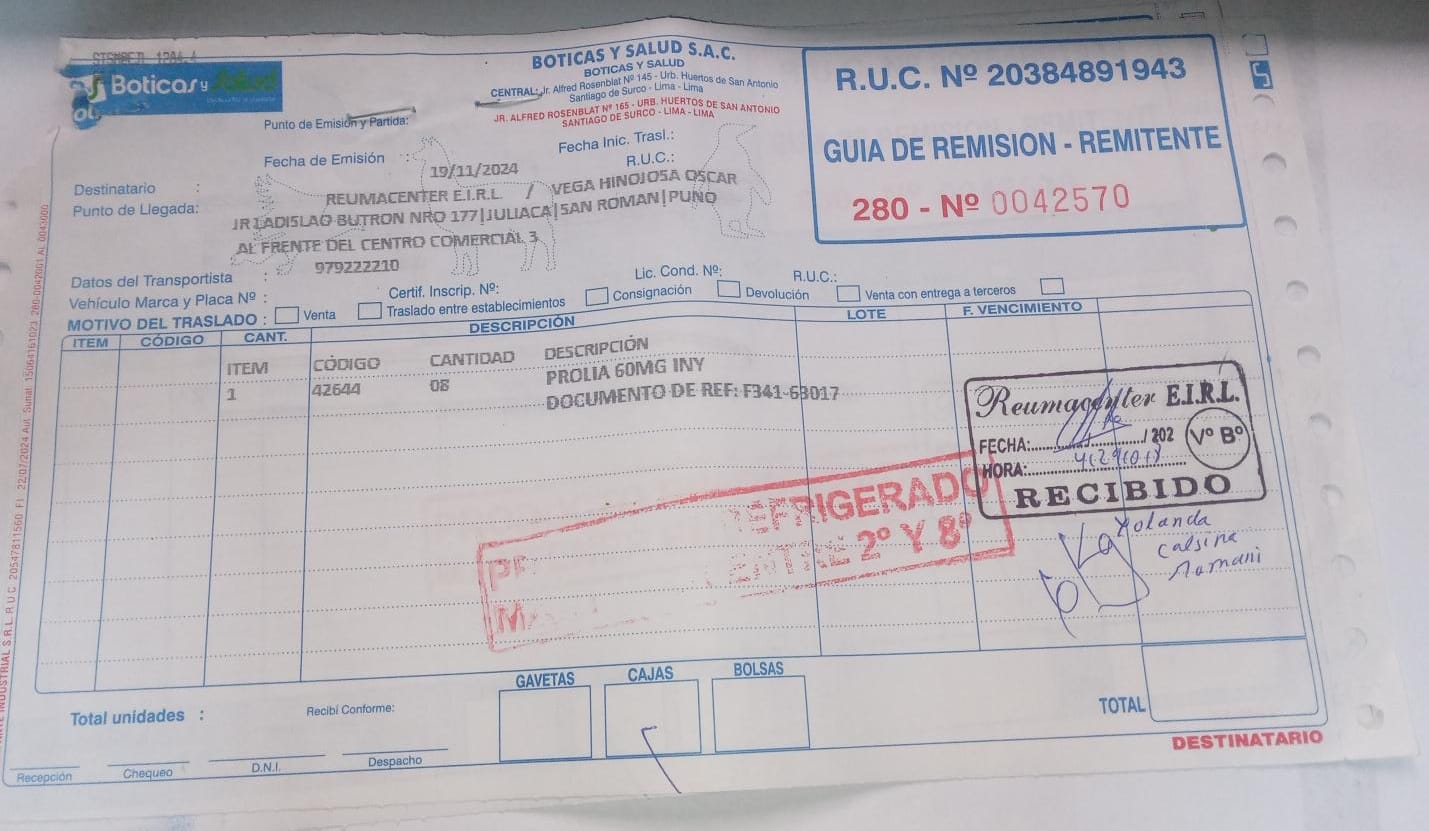 Boticas y Salud
BOTICAS Y SALUD S.A.C.
BOTICAS Y SALUD
CENTRAL: Jr. Alfred Rosenblat Nº 145 - Urb. Huertos de San Antonio
Santiago de Surco - Lima - Lima
JR. ALFRED ROSENBLAT Nº 165 - URB. HUERTOS DE SAN ANTONIO
SANTIAGO DE SURCO - LIMA - LIMA
R.U.C. Nº 20384891943
GUIA DE REMISION - REMITENTE
280 - Nº 0042570
Punto de Emisión y Partida:
Fecha de Emisión : 19/11/2024 Fecha Inic. Trasl.:
R.U.C.:
Destinatario : REUMACENTER E.I.R.L. / VEGA HINOJOSA OSCAR
Punto de Llegada: JR LADISLAO BUTRON NRO 177|JULIACA|SAN ROMAN|PUNO
AL FRENTE DEL CENTRO COMERCIAL 3
979222210
Datos del Transportista :
Vehículo Marca y Placa Nº : Certif. Inscrip. Nº: Lic. Cond. Nº: R.U.C.:
MOTIVO DEL TRASLADO : Venta Traslado entre establecimientos Consignación Devolución Venta con entrega a terceros
ITEM CÓDIGO CANT. DESCRIPCIÓN LOTE F. VENCIMIENTO
ITEM CÓDIGO CANTIDAD DESCRIPCIÓN
1 42644 08 PROLIA 60MG INY
DOCUMENTO DE REF: F341-63017
Reumacenter E.I.R.L.
FECHA: / 202
Vº Bº
HORA:
RECIBIDO
REFRIGERADO
ENTRE 2º Y 8º
Yolanda
Calsina
Mamani
GAVETAS CAJAS BOLSAS
Total unidades : Recibí Conforme: TOTAL
Recepción Chequeo D.N.I. Despacho
DESTINATARIO